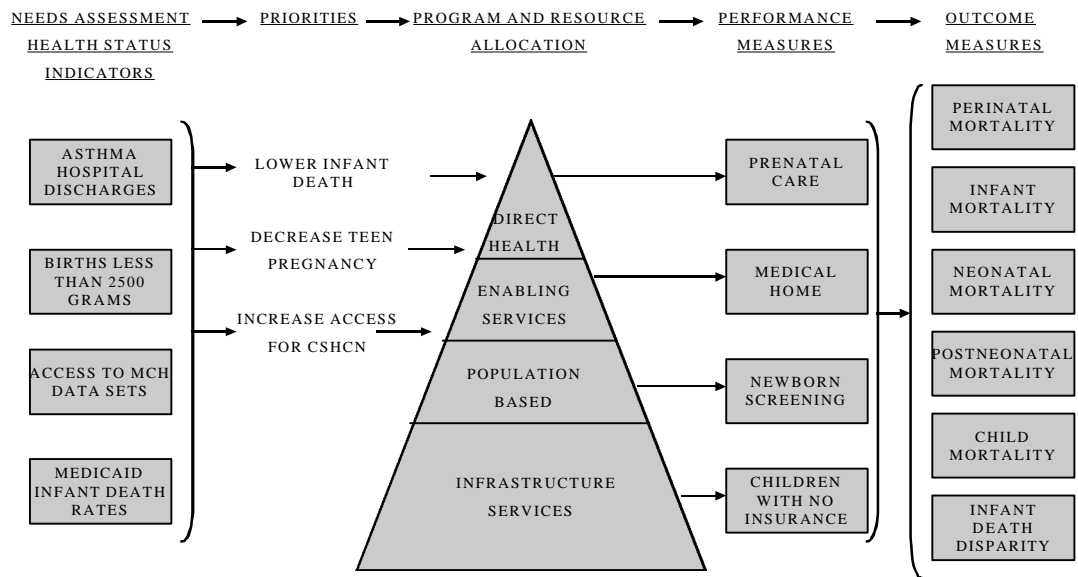 NEEDS ASSESSMENT
HEALTH STATUS
INDICATORS
PRIORITIES
PROGRAM AND RESOURCE
ALLOCATION
PERFORMANCE
MEASURES
OUTCOME
MEASURES
ASTHMA
HOSPITAL
DISCHARGES
BIRTHS LESS
THAN 2500
GRAMS
ACCESS TO MCH
DATA SETS
MEDICAID
INFANT DEATH
RATES
LOWER INFANT
DEATH
DECREASE TEEN
PREGNANCY
INCREASE ACCESS
FOR CSHCN
DIRECT
HEALTH
ENABLING
SERVICES
POPULATION
BASED
INFRASTRUCTURE
SERVICES
PRENATAL
CARE
MEDICAL
HOME
NEWBORN
SCREENING
CHILDREN
WITH NO
INSURANCE
PERINATAL
MORTALITY
INFANT
MORTALITY
NEONATAL
MORTALITY
POSTNEONATAL
MORTALITY
CHILD
MORTALITY
INFANT
DEATH
DISPARITY